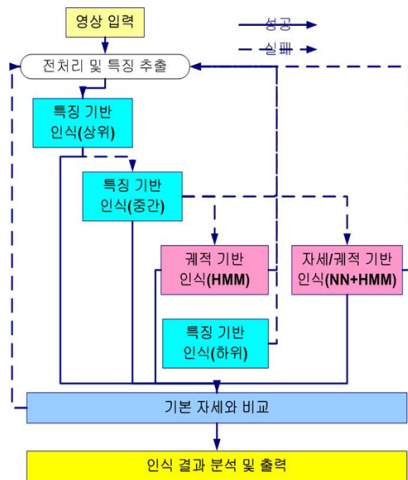 영상 입력
성공
실패
전처리 및 특징 추출
특징 기반
인식(상위)
특징 기반
인식(중간)
궤적 기반
인식(HMM)
자세/궤적 기반
인식(NN+HMM)
특징 기반
인식(하위)
기본 자세와 비교
인식 결과 분석 및 출력